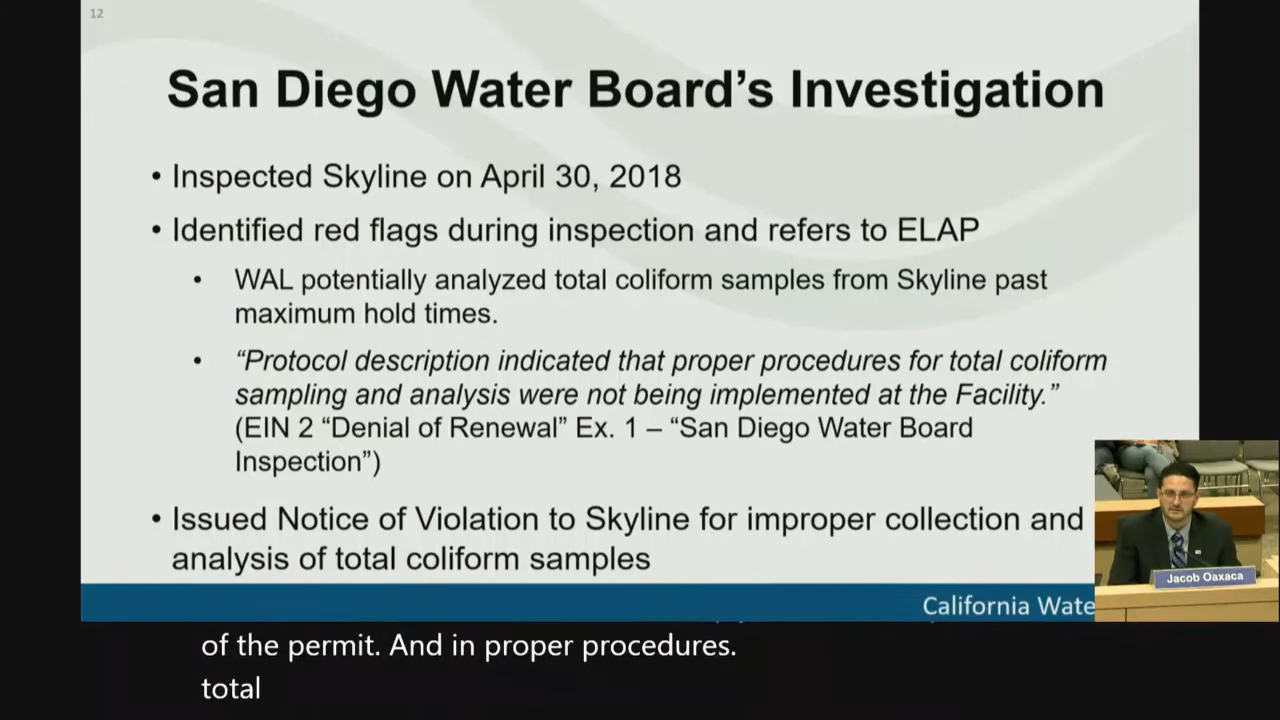 12
San Diego Water Board's Investigation
• Inspected Skyline on April 30, 2018
• Identified red flags during inspection and refers to ELAP
• WAL potentially analyzed total coliform samples from Skyline past
maximum hold times.
• “Protocol description indicated that proper procedures for total coliform
sampling and analysis were not being implemented at the Facility.”
(EIN 2 “Denial of Renewal” Ex. 1 – “San Diego Water Board
Inspection”)
• Issued Notice of Violation to Skyline for improper collection and
analysis of total coliform samples
Jacob Oaxaca
California Wate
of the permit. And in proper procedures.
total